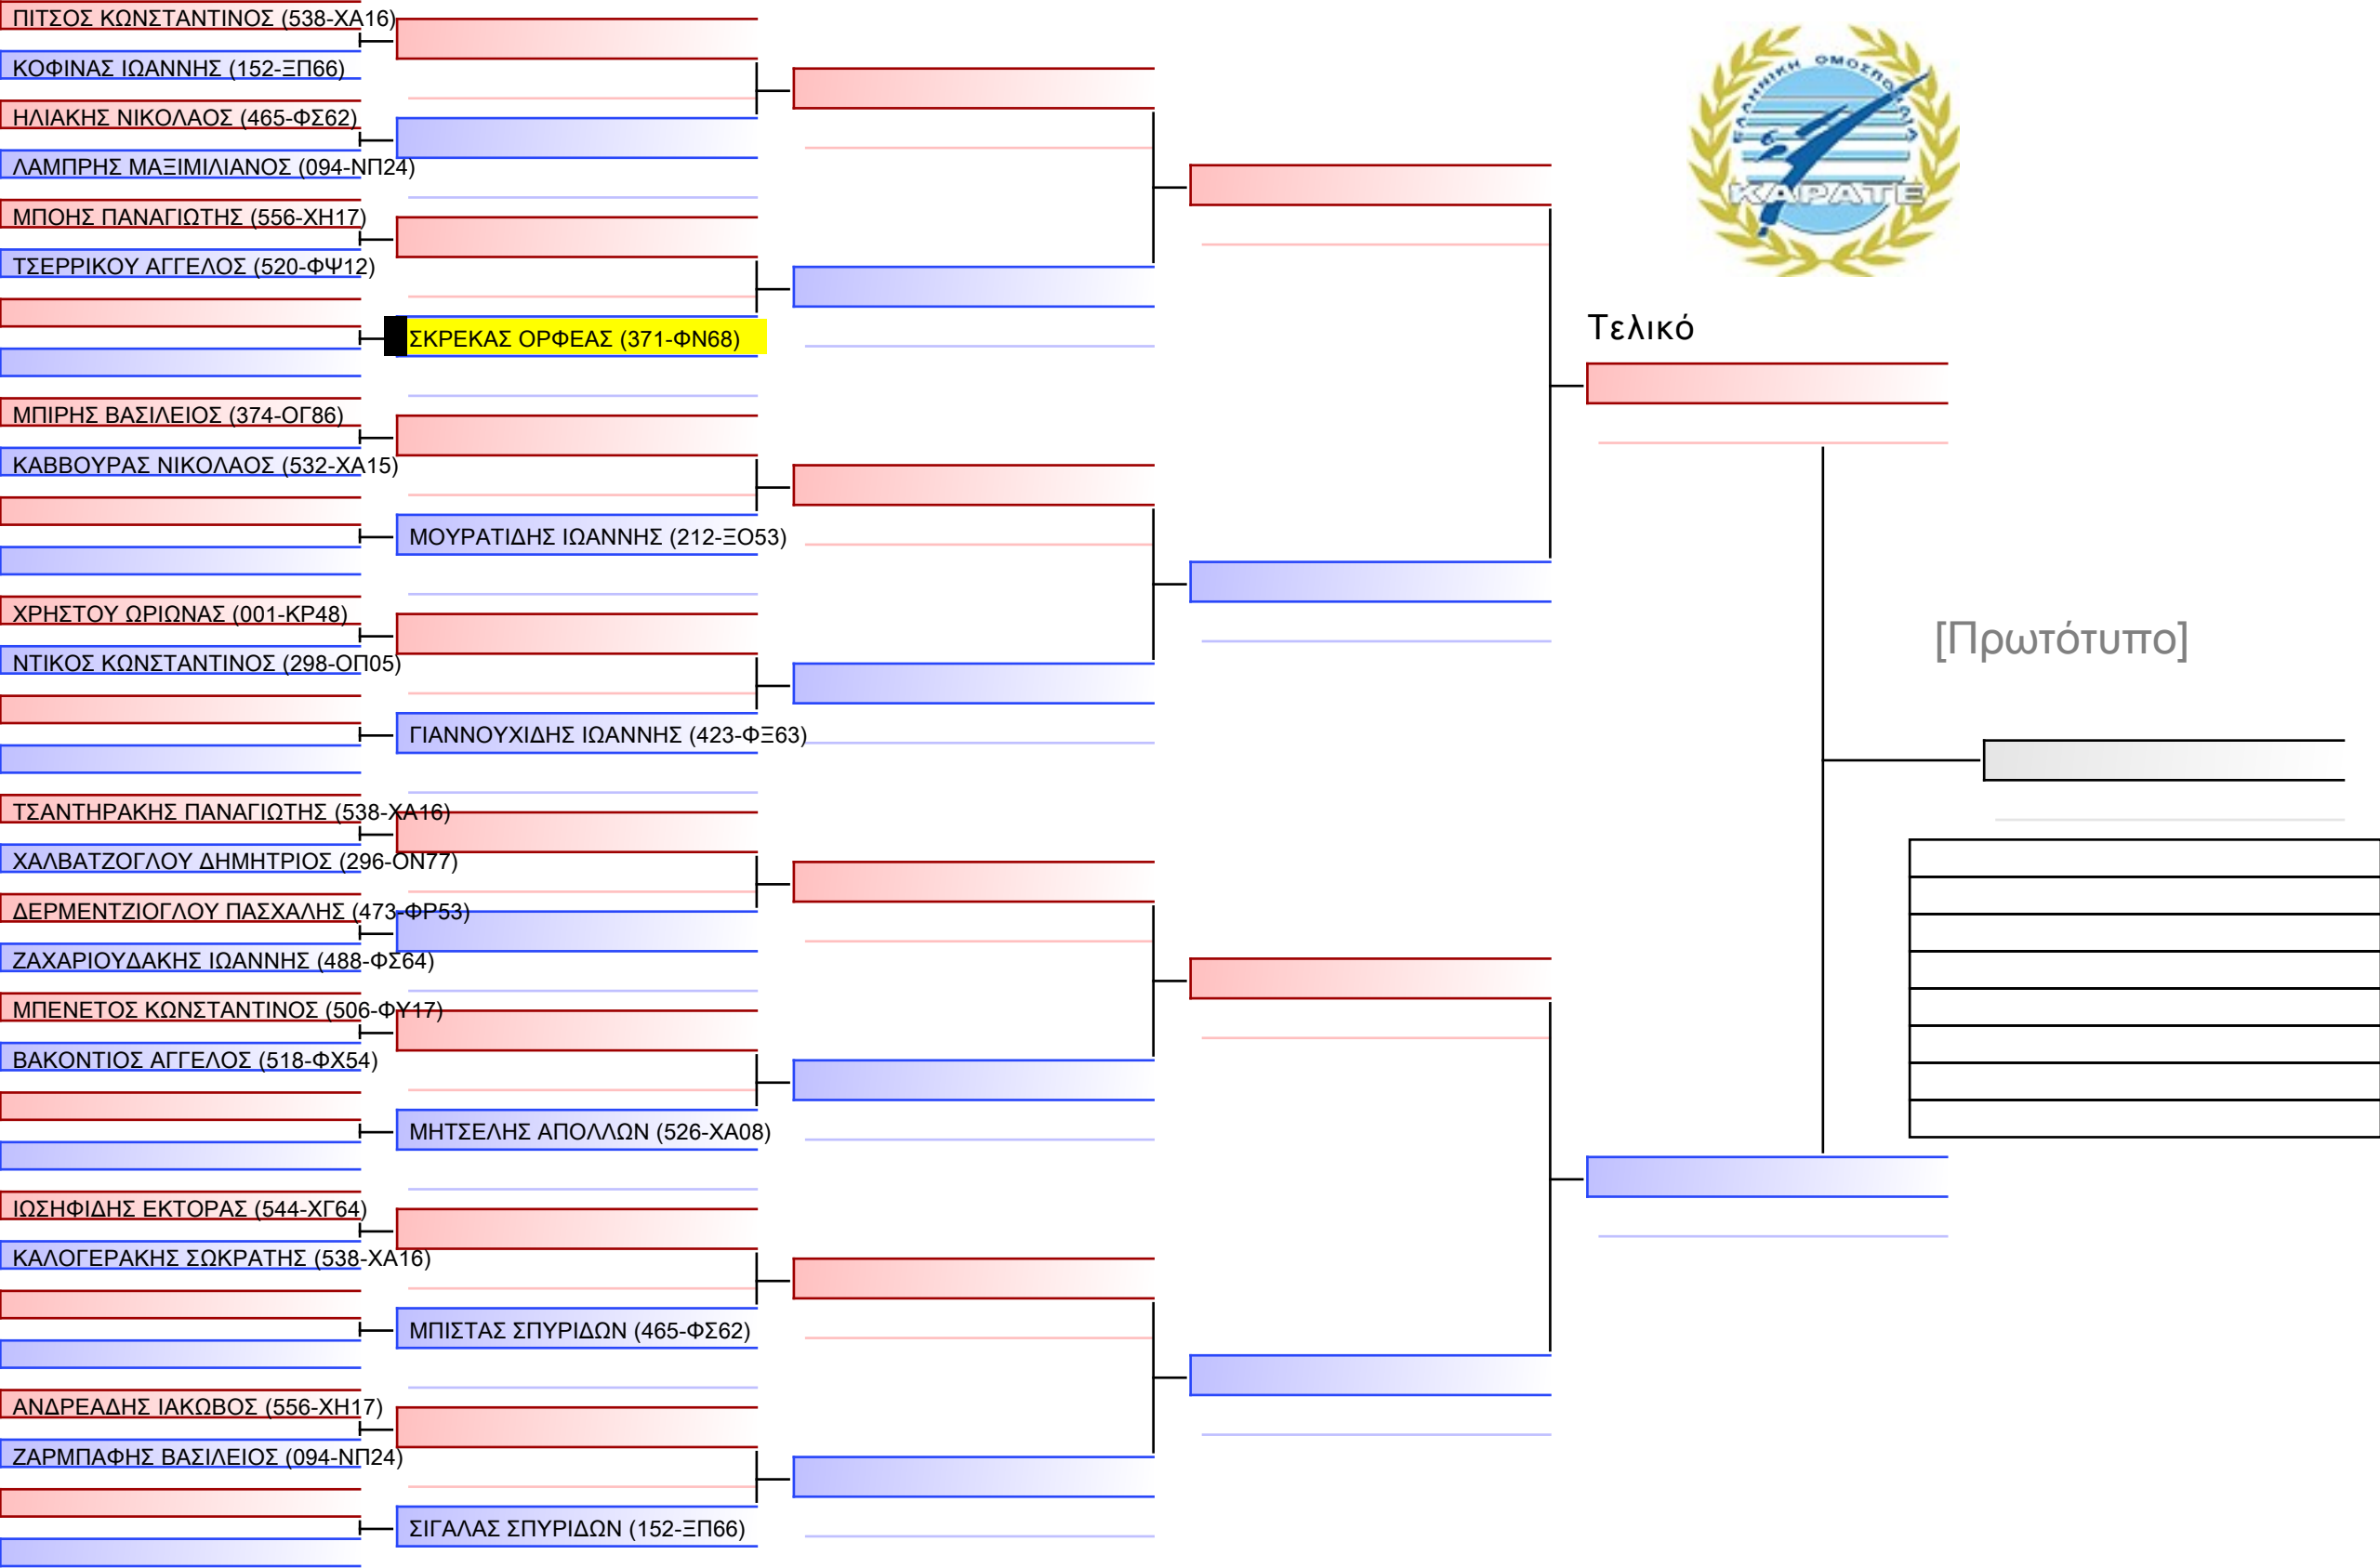 ΠΙΤΣΟΣ ΚΩΝΣΤΑΝΤΙΝΟΣ (538-ΧΑ16)
ΚΟΦΙΝΑΣ ΙΩΑΝΝΗΣ (152-ΞΠ66)
ΗΛΙΑΚΗΣ ΝΙΚΟΛΑΟΣ (465-ΦΣ62)
ΛΑΜΠΡΗΣ ΜΑΞΙΜΙΛΙΑΝΟΣ (094-ΝΠ24)
ΜΠΟΗΣ ΠΑΝΑΓΙΩΤΗΣ (556-ΧΗ17)
ΤΣΕΡΡΙΚΟΥ ΑΓΓΕΛΟΣ (520-ΦΨ12)
ΣΚΡΕΚΑΣ ΟΡΦΕΑΣ (371-ΦΝ68)
ΜΠΙΡΗΣ ΒΑΣΙΛΕΙΟΣ (374-ΟΓ86)
ΚΑΒΒΟΥΡΑΣ ΝΙΚΟΛΑΟΣ (532-ΧΑ15)
ΜΟΥΡΑΤΙΔΗΣ ΙΩΑΝΝΗΣ (212-ΞΟ53)
ΧΡΗΣΤΟΥ ΩΡΙΩΝΑΣ (001-ΚΡ48)
ΝΤΙΚΟΣ ΚΩΝΣΤΑΝΤΙΝΟΣ (298-ΟΠ05)
ΓΙΑΝΝΟΥΧΙΔΗΣ ΙΩΑΝΝΗΣ (423-ΦΞ63)
ΤΣΑΝΤΗΡΑΚΗΣ ΠΑΝΑΓΙΩΤΗΣ (538-ΧΑ16)
ΧΑΛΒΑΤΖΟΓΛΟΥ ΔΗΜΗΤΡΙΟΣ (296-ΟΝ77)
ΔΕΡΜΕΝΤΖΙΟΓΛΟΥ ΠΑΣΧΑΛΗΣ (473-ΦΡ53)
ΖΑΧΑΡΙΟΥΔΑΚΗΣ ΙΩΑΝΝΗΣ (488-ΦΣ64)
ΜΠΕΝΕΤΟΣ ΚΩΝΣΤΑΝΤΙΝΟΣ (506-ΦΥ17)
ΒΑΚΟΝΤΙΟΣ ΑΓΓΕΛΟΣ (518-ΦΧ54)
ΜΗΤΣΕΛΗΣ ΑΠΟΛΛΩΝ (526-ΧΑ08)
ΙΩΣΗΦΙΔΗΣ ΕΚΤΟΡΑΣ (544-ΧΓ64)
ΚΑΛΟΓΕΡΑΚΗΣ ΣΩΚΡΑΤΗΣ (538-ΧΑ16)
ΜΠΙΣΤΑΣ ΣΠΥΡΙΔΩΝ (465-ΦΣ62)
ΑΝΔΡΕΑΔΗΣ ΙΑΚΩΒΟΣ (556-ΧΗ17)
ΖΑΡΜΠΑΦΗΣ ΒΑΣΙΛΕΙΟΣ (094-ΝΠ24)
ΣΙΓΑΛΑΣ ΣΠΥΡΙΔΩΝ (152-ΞΠ66)
ΕΛΛΗΝΙΚΗ ΟΜΟΣΠΟΝΔΙΑ
ΚΑΡΑΤΕ
Τελικό
[Πρωτότυπο]